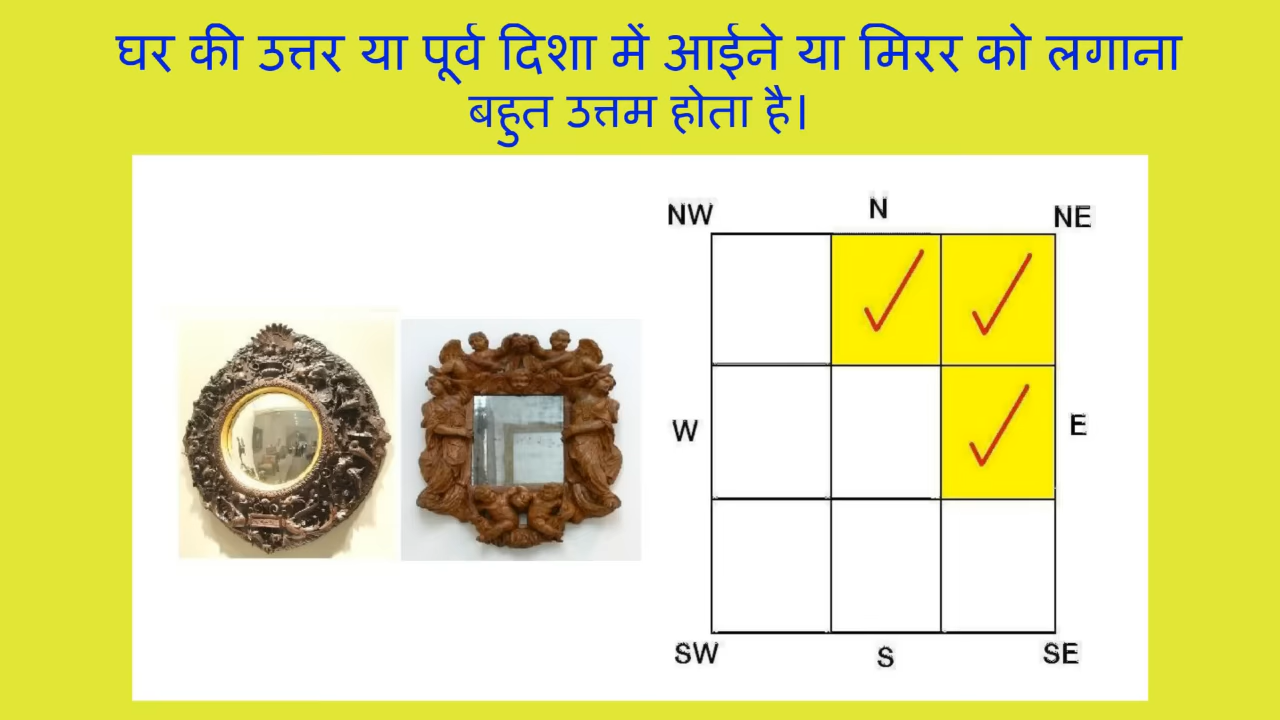 घर की उत्तर या पूर्व दिशा में आईने या मिरर को लगाना
बहुत उत्तम होता है।
NW N NE
W E
SW S SE